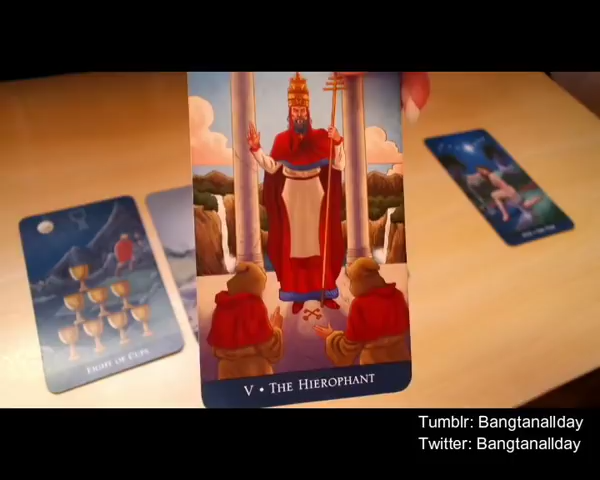 EIGHT OF CUPS
V • THE HIEROPHANT
Tumblr: Bangtanallday
Twitter: Bangtanallday